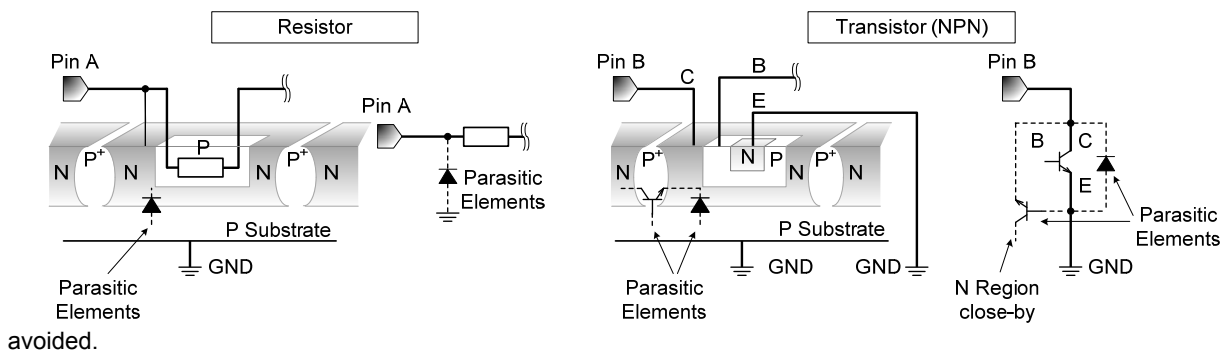 Resistor
Transistor (NPN)
Pin A
Pin B
Pin B
C
B
E
Pin A
N
P+
N
P
N
P+
N
Parasitic
Elements
P Substrate
GND
Parasitic
Elements
N
P+
N
N
P
N
P+
N
P Substrate
GND
GND
Parasitic
Elements
B
C
E
Parasitic
Elements
GND
N Region
close-by
avoided.